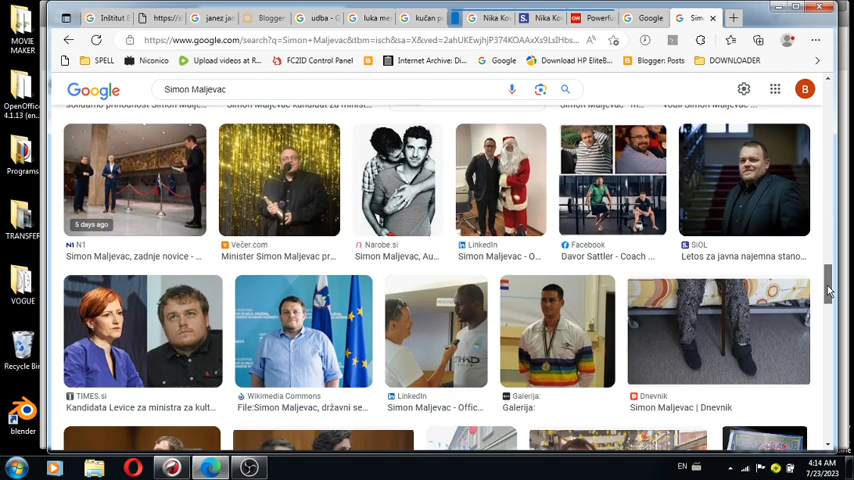 MOVIE
MAKER
OpenOffice
4.1.13 (en...
Programs
TRANSFER
VOGUE
Recycle Bin
blender
Inštitut 8
https://s
janez jan
Blogger
udba - G
luka me
kučan p
Nika Ko
Nika Ko
Powerfu
Google
Sim
https://www.google.com/search?q=Simon+Maljevac&tbm=isch&sa=X&ved=2ahUKEwjhjP374KOAAxXs9LsIHbs...
SPELL
Niconico
Upload videos at r...
FC2ID Control Panel
Internet Archive: Di...
Google
Download HP EliteB...
Blogger: Posts
DOWNLOADER
Google
Simon Maljevac
B
5 days ago
N1
Simon Maljevac, zadnje novice - ...
Večer.com
Minister Simon Maljevac pr...
Narobe.si
Simon Maljevac, Au...
LinkedIn
Simon Maljevac - O...
Facebook
Davor Sattler - Coach ...
SiOL
Letos za javna najemna stano...
TIMES.si
Kandidata Levice za ministra za kult...
Wikimedia Commons
File:Simon Maljevac, državni se...
LinkedIn
Simon Maljevac - Offic...
Galerija:
Galerija:
Dnevnik
Simon Maljevac | Dnevnik
EN
4:14 AM
7/23/2023